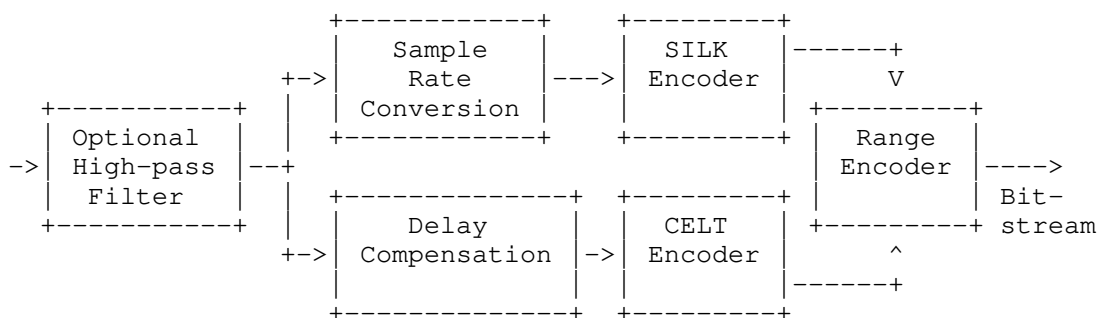 Sample
Rate
Conversion
SILK
Encoder
V
Optional
High-pass
Filter
Range
Encoder
Bit-
stream
Delay
Compensation
CELT
Encoder
^